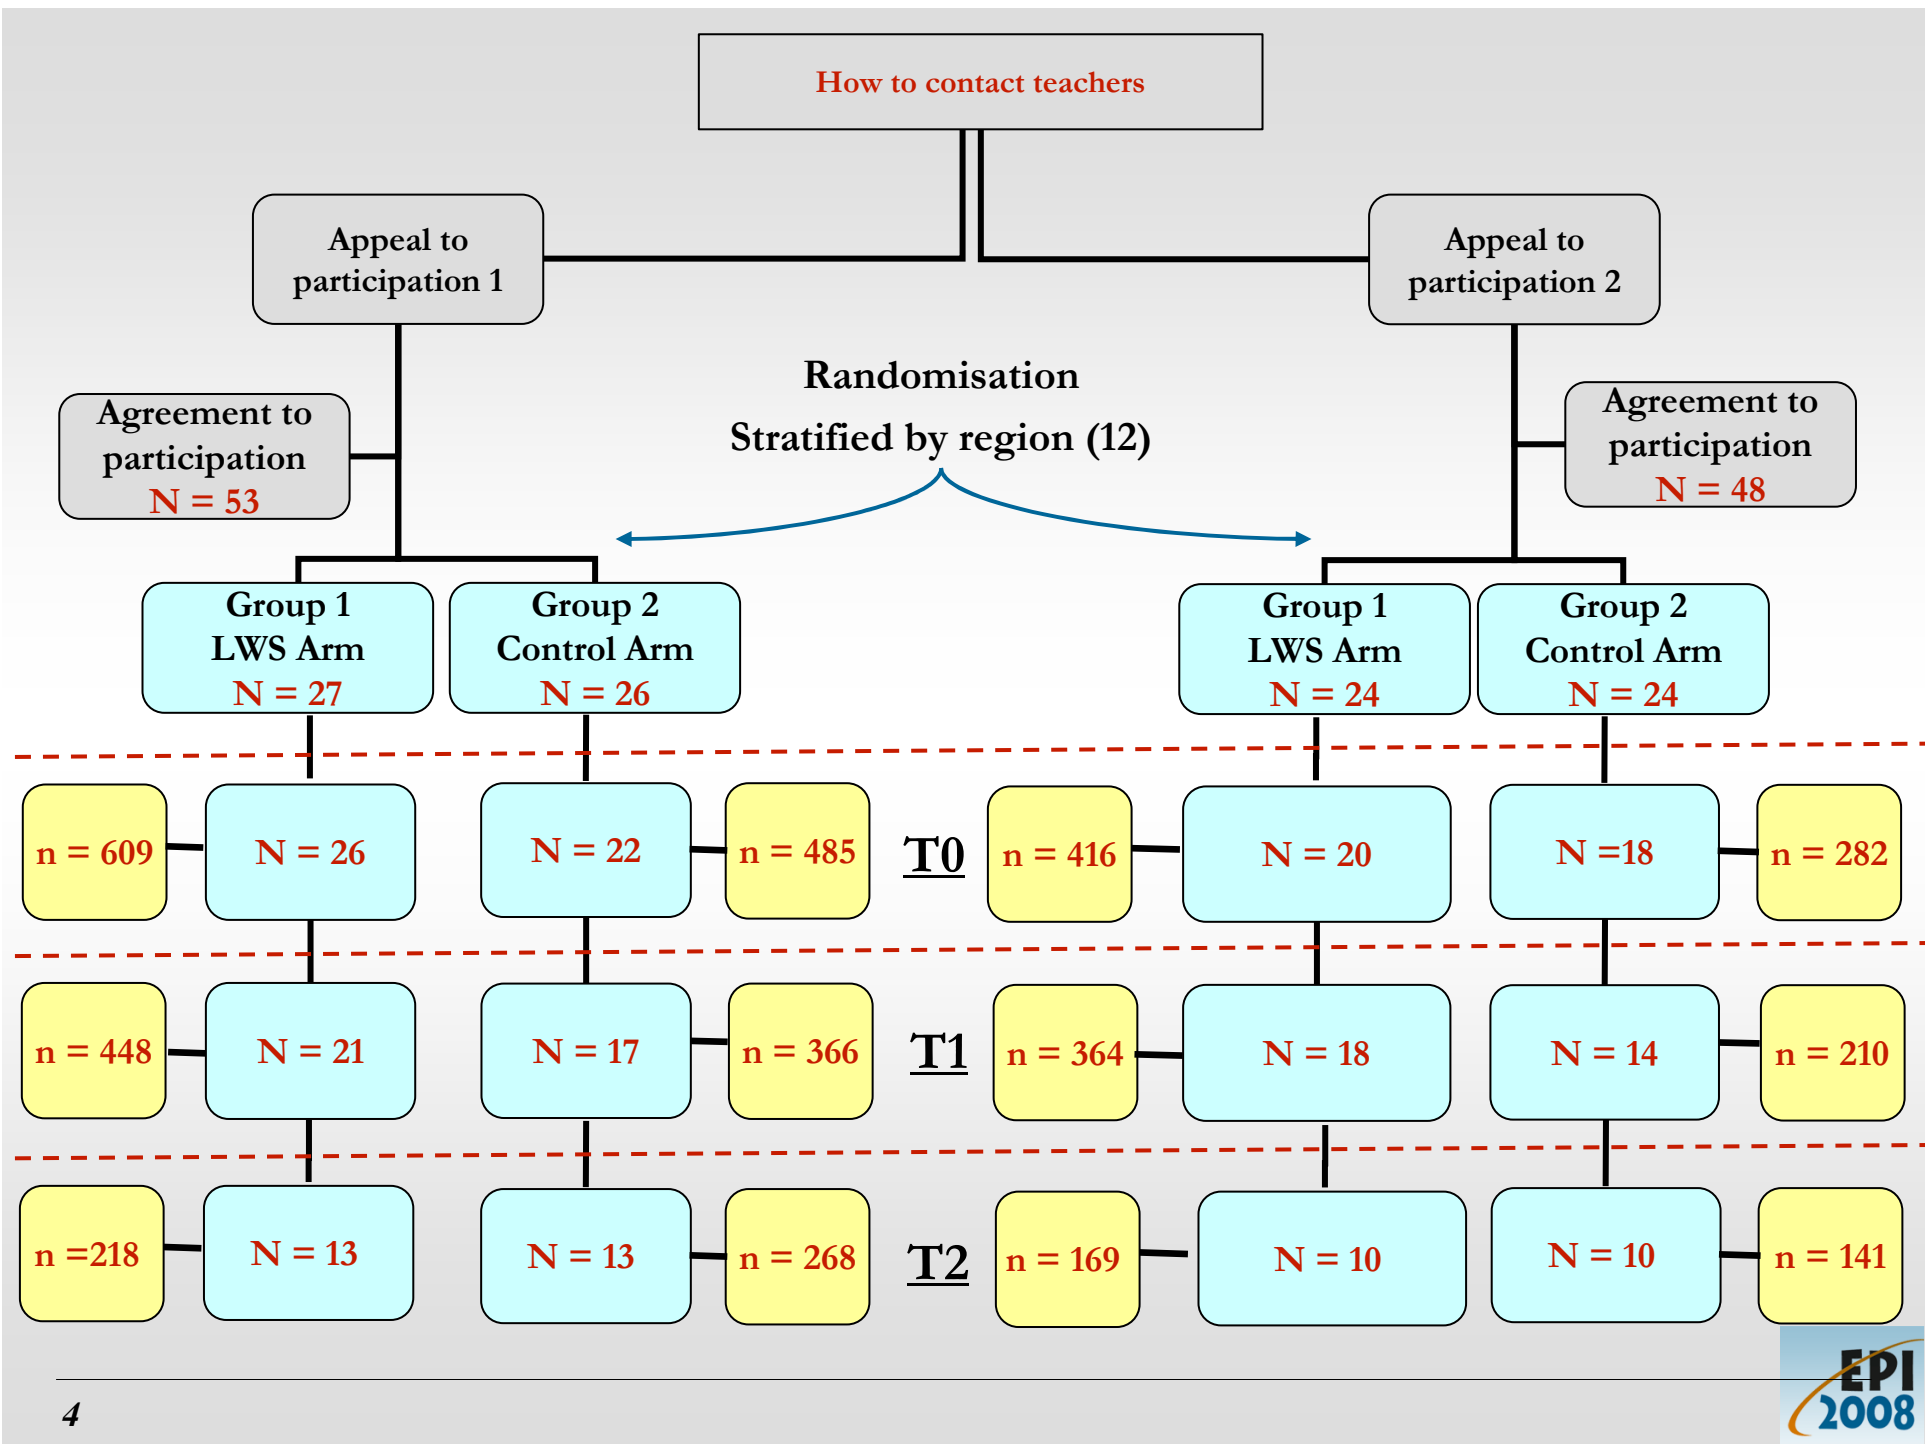 How to contact teachers
Appeal to
participation 1
Appeal to
participation 2
Randomisation
Stratified by region (12)
Agreement to
participation
N = 53
Agreement to
participation
N = 48
Group 1
LWS Arm
N = 27
Group 2
Control Arm
N = 26
Group 1
LWS Arm
N = 24
Group 2
Control Arm
N = 24
n = 609
N = 26
N = 22
n = 485
T0
n = 416
N = 20
N =18
n = 282
n = 448
N = 21
N = 17
n = 366
T1
n = 364
N = 18
N = 14
n = 210
n =218
N = 13
N = 13
n = 268
T2
n = 169
N = 10
N = 10
n = 141
4
EPI
2008